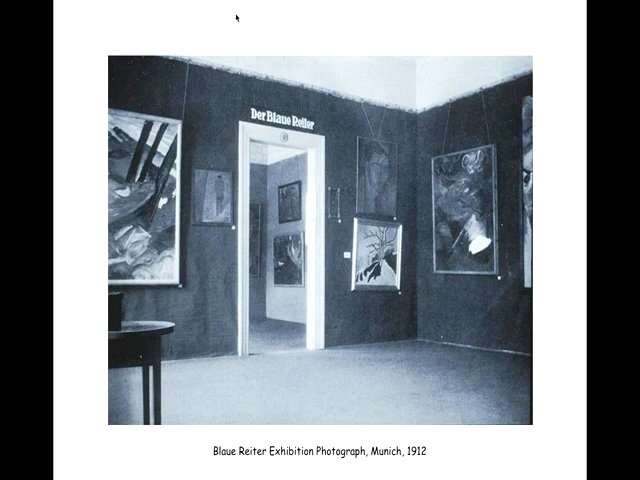 Der Blaue Reiter
Blaue Reiter Exhibition Photograph, Munich, 1912